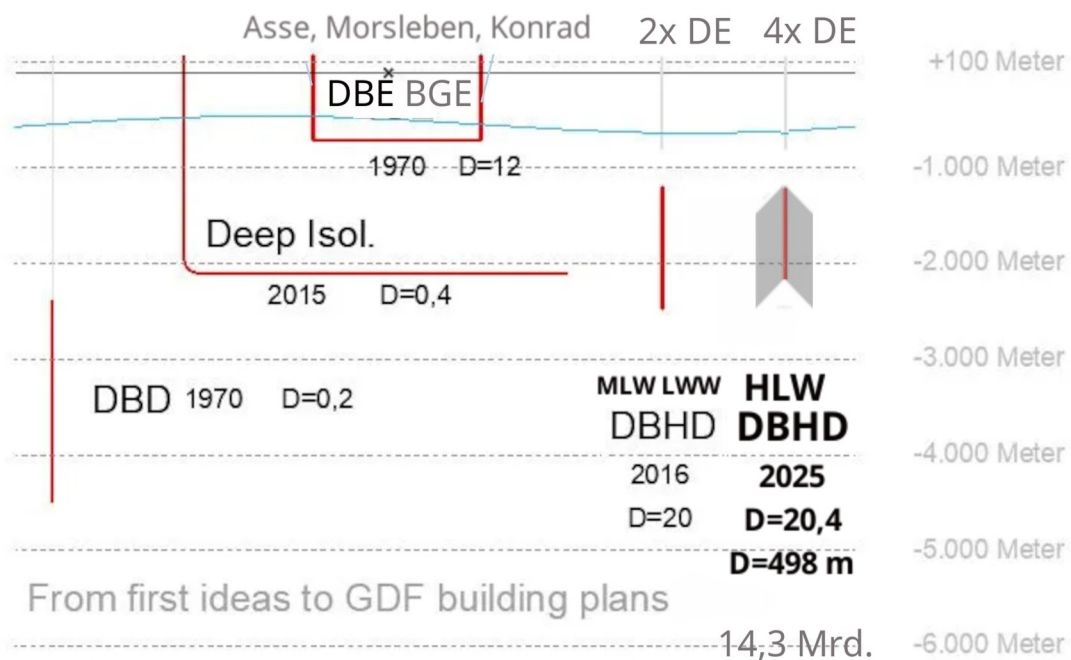 Asse, Morsleben, Konrad 2x DE 4x DE
+100 Meter
DBE BGE
1970 D=12
-1.000 Meter
Deep Isol.
-2.000 Meter
2015 D=0,4
-3.000 Meter
MLW LWW HLW
DBD 1970 D=0,2
DBHD DBHD
-4.000 Meter
2016 2025
D=20 D=20,4
-5.000 Meter
D=498 m
From first ideas to GDF building plans
14,3 Mrd.
-6.000 Meter